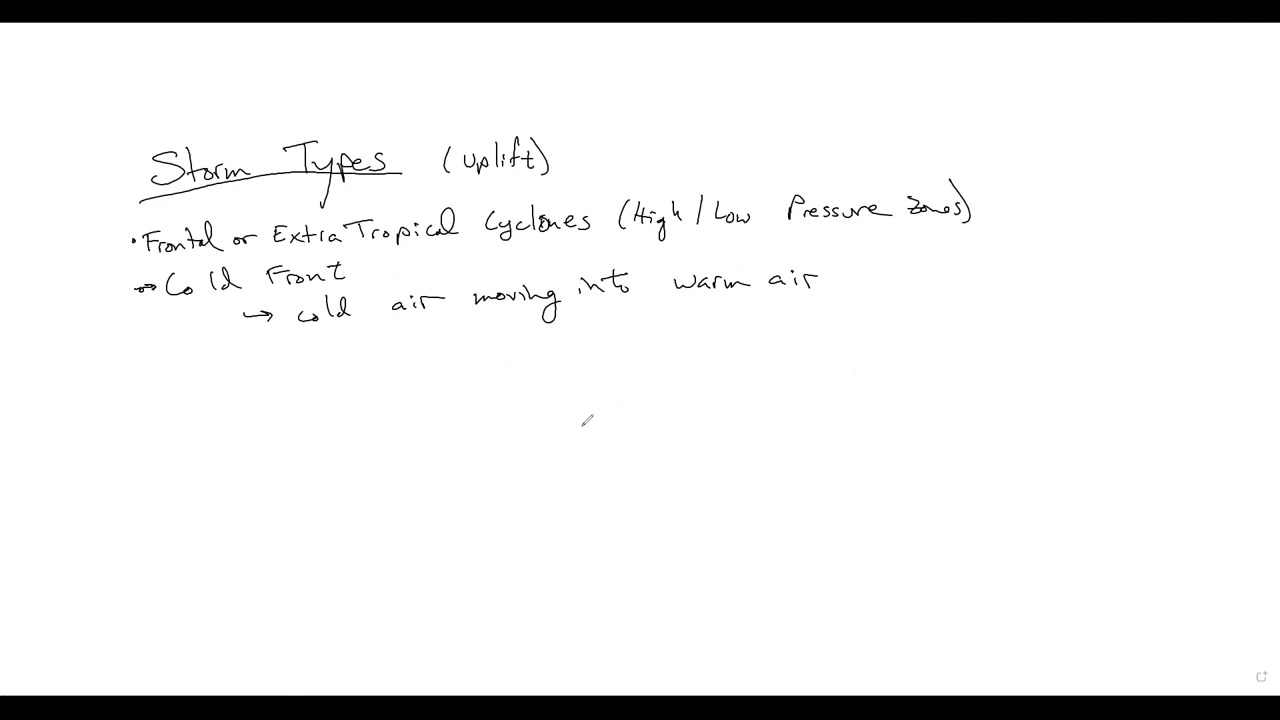 Storm Types (uplift)
• Frontal or ExtraTropical Cyclones (High/Low Pressure Zones)
→ Cold Front
→ cold air moving into warm air